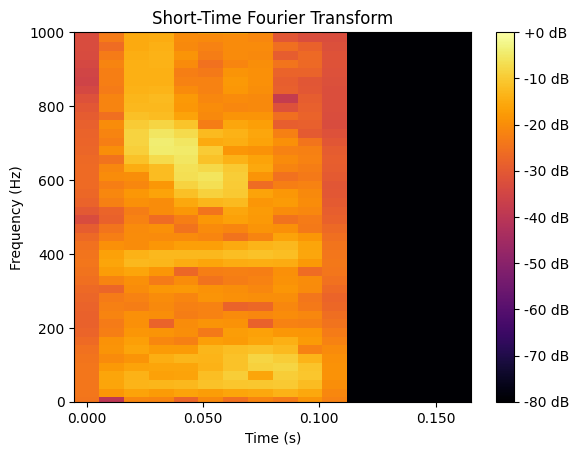 Short-Time Fourier Transform
1000
800
600
400
200
0
Frequency (Hz)
0.000
0.050
0.100
0.150
Time (s)
+0 dB
-10 dB
-20 dB
-30 dB
-40 dB
-50 dB
-60 dB
-70 dB
-80 dB